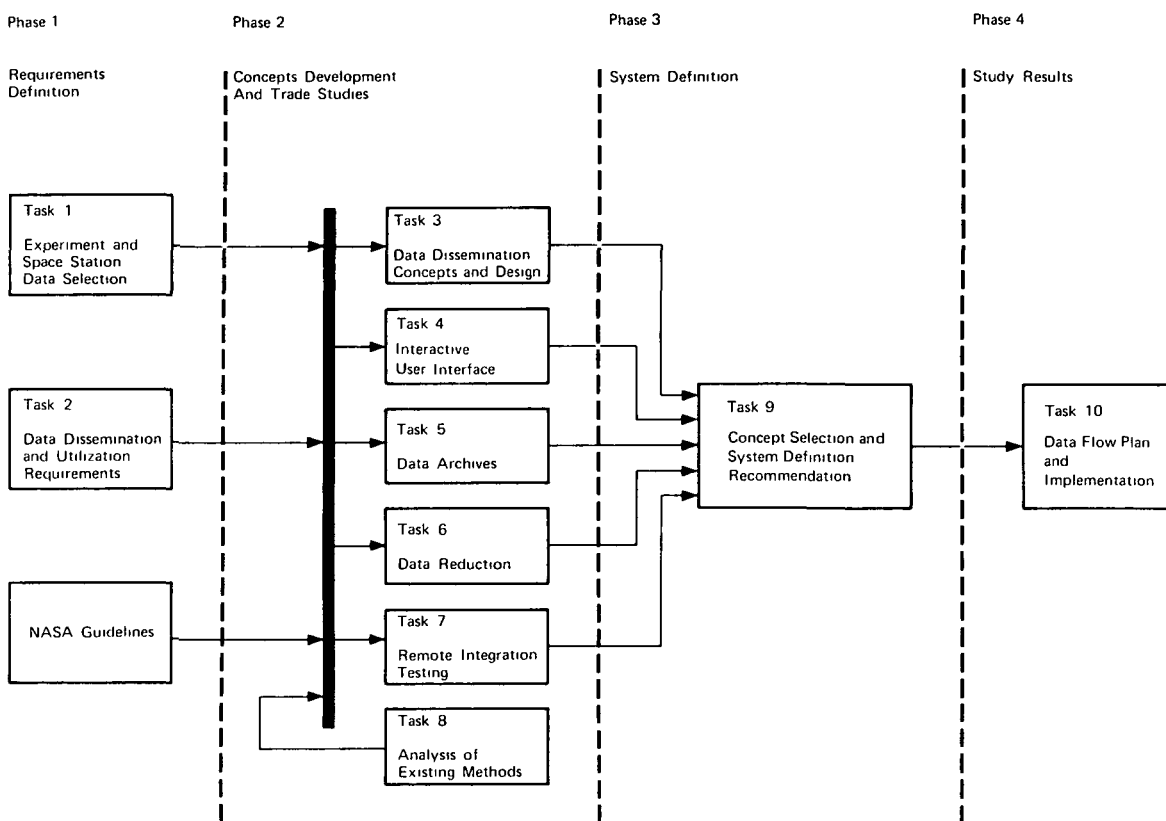 Phase 1
Phase 2
Phase 3
Phase 4
Requirements
Definition
Concepts Development
And Trade Studies
System Definition
Study Results
Task 1
Experiment and
Space Station
Data Selection
Task 2
Data Dissemination
and Utilization
Requirements
NASA Guidelines
Task 3
Data Dissemination
Concepts and Design
Task 4
Interactive
User Interface
Task 5
Data Archives
Task 6
Data Reduction
Task 7
Remote Integration
Testing
Task 8
Analysis of
Existing Methods
Task 9
Concept Selection and
System Definition
Recommendation
Task 10
Data Flow Plan
and
Implementation